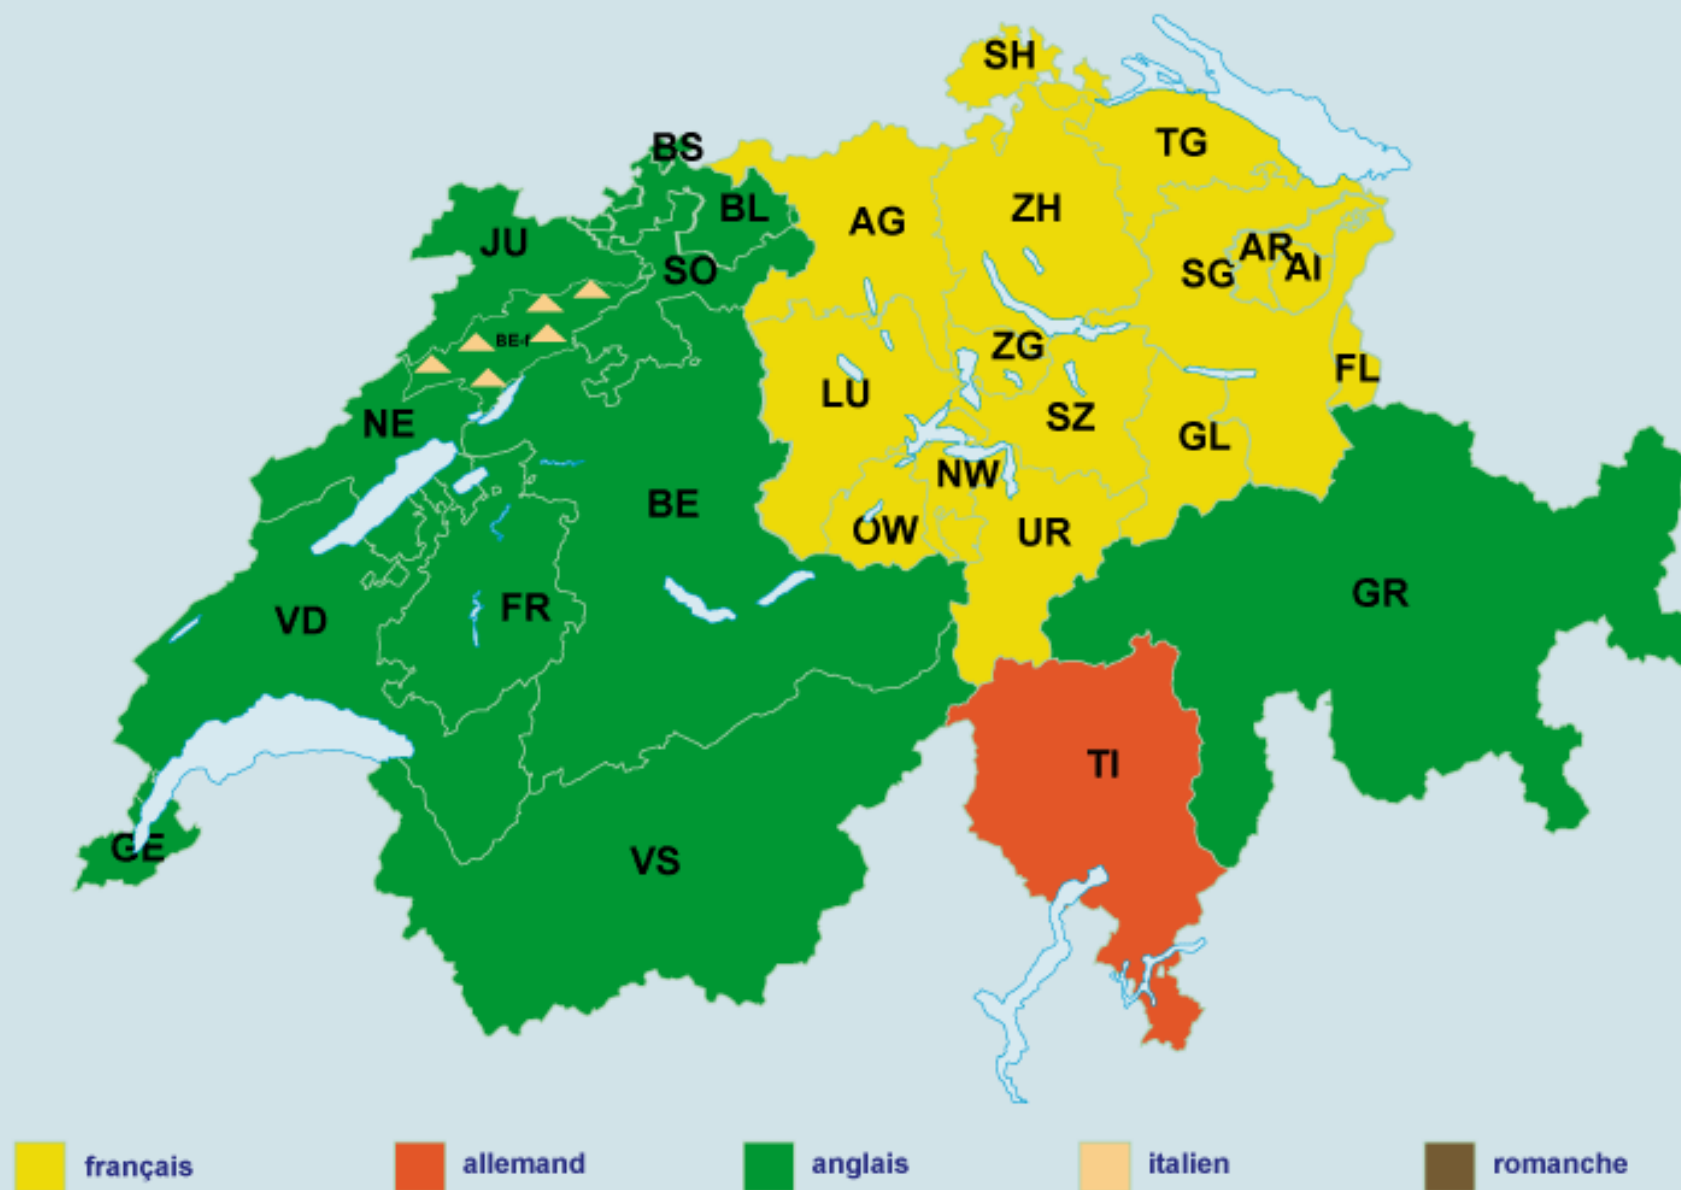 SH
TG
BS
BL
AG
ZH
JU
SO
SG
AR
AI
BE-f
ZG
LU
FL
NE
SZ
GL
NW
BE
OW
UR
VD
FR
GR
TI
GE
VS
français
allemand
anglais
italien
romanche